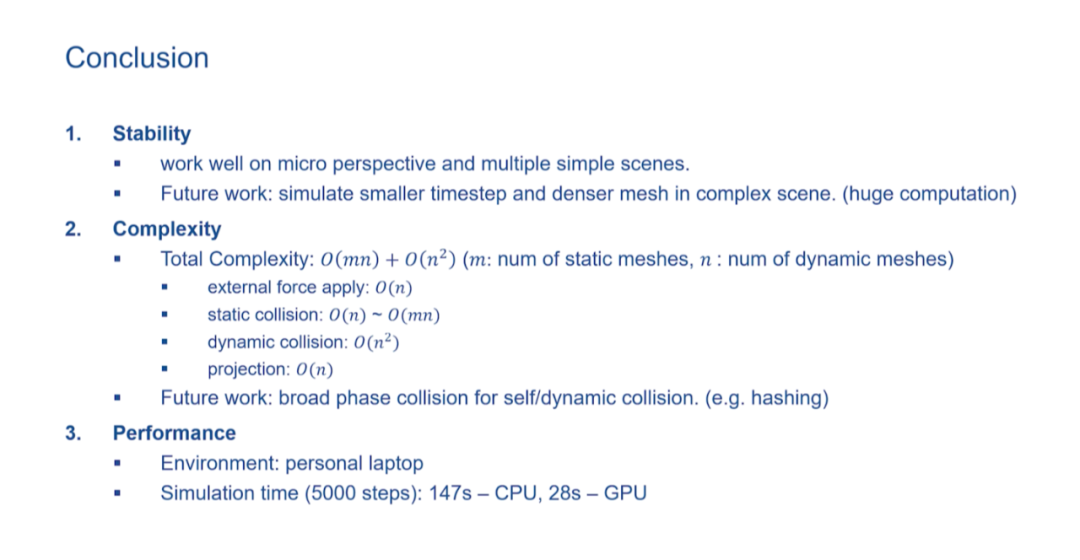 Conclusion
1. Stability
▪ work well on micro perspective and multiple simple scenes.
▪ Future work: simulate smaller timestep and denser mesh in complex scene. (huge computation)
2. Complexity
▪ Total Complexity: O(mn) + O(n²) (m: num of static meshes, n : num of dynamic meshes)
▪ external force apply: O(n)
▪ static collision: O(n) ~ O(mn)
▪ dynamic collision: O(n²)
▪ projection: O(n)
▪ Future work: broad phase collision for self/dynamic collision. (e.g. hashing)
3. Performance
▪ Environment: personal laptop
▪ Simulation time (5000 steps): 147s – CPU, 28s – GPU